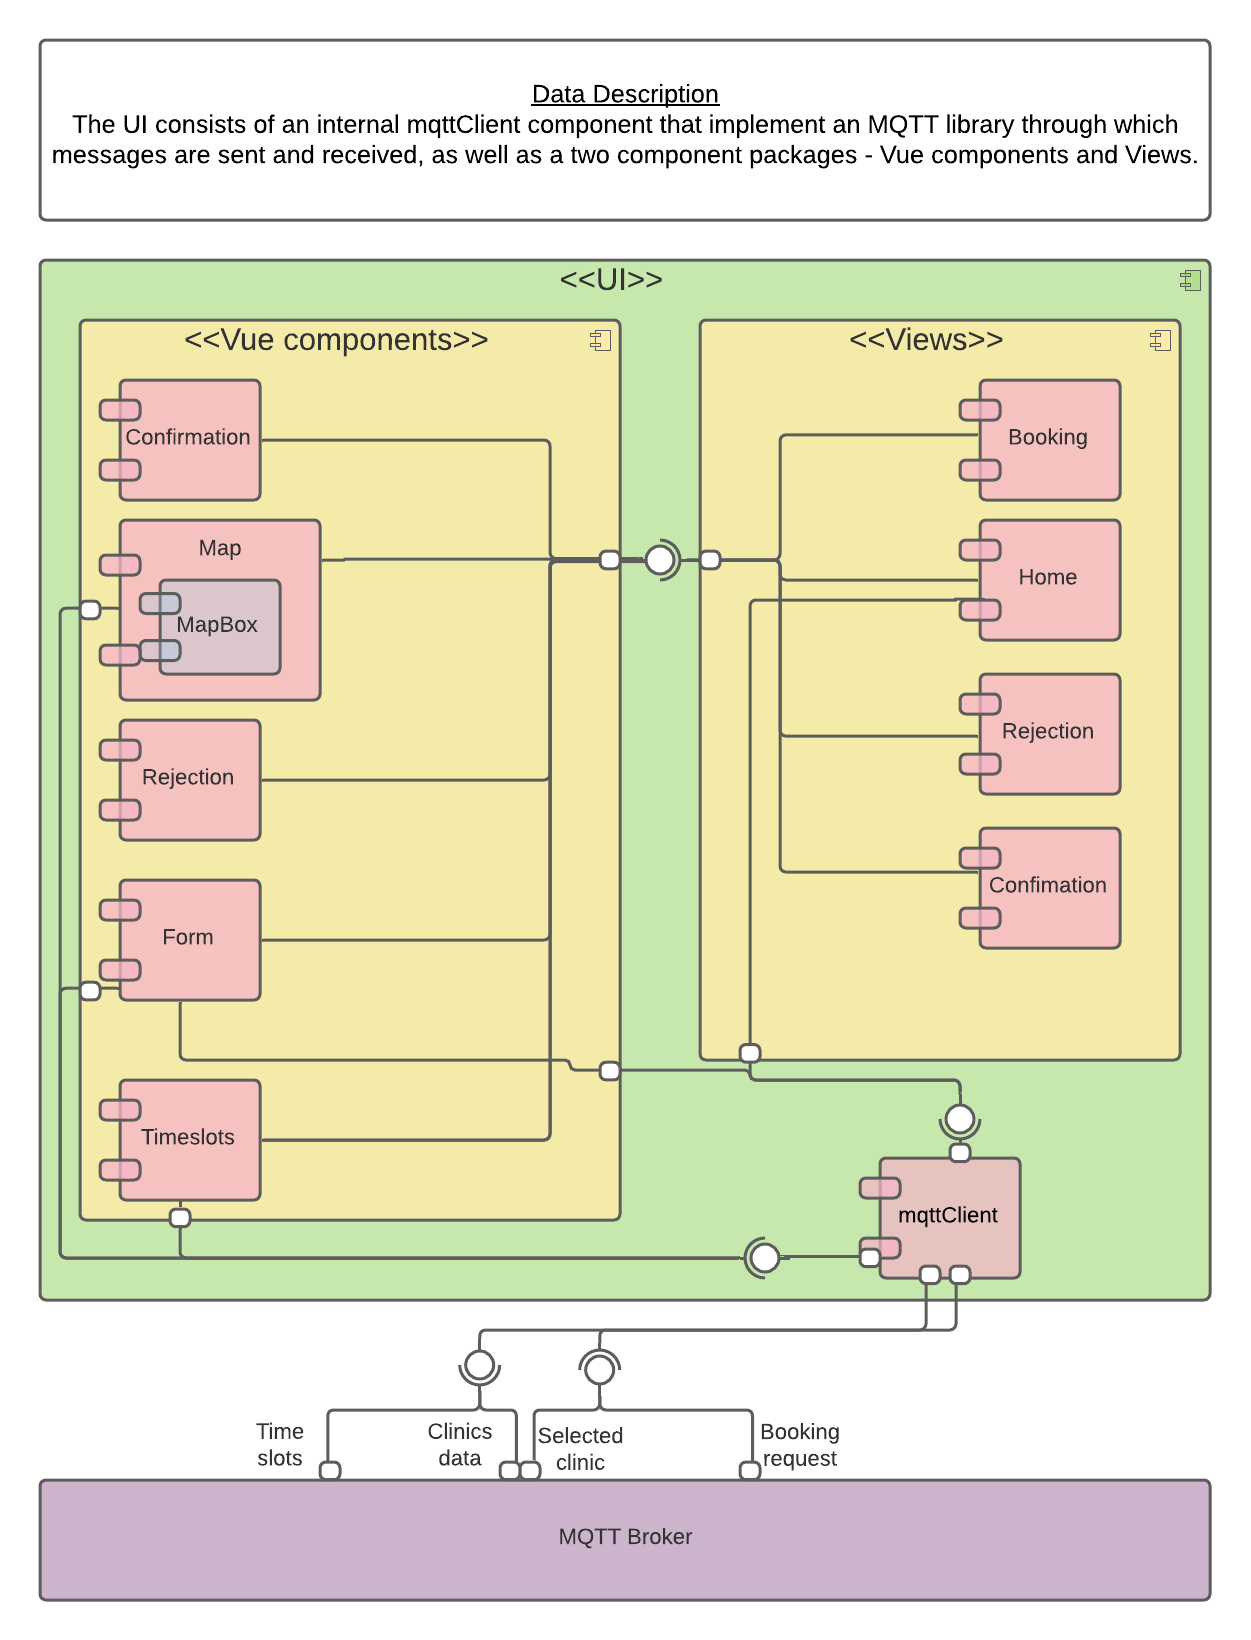 Data Description
The UI consists of an internal mqttClient component that implement an MQTT library through which
messages are sent and received, as well as a two component packages - Vue components and Views.
<<UI>>
<<Vue components>>
<<Views>>
Confirmation
Map
MapBox
Rejection
Form
Timeslots
Booking
Home
Rejection
Confimation
mqttClient
Time
slots
Clinics
data
Selected
clinic
Booking
request
MQTT Broker